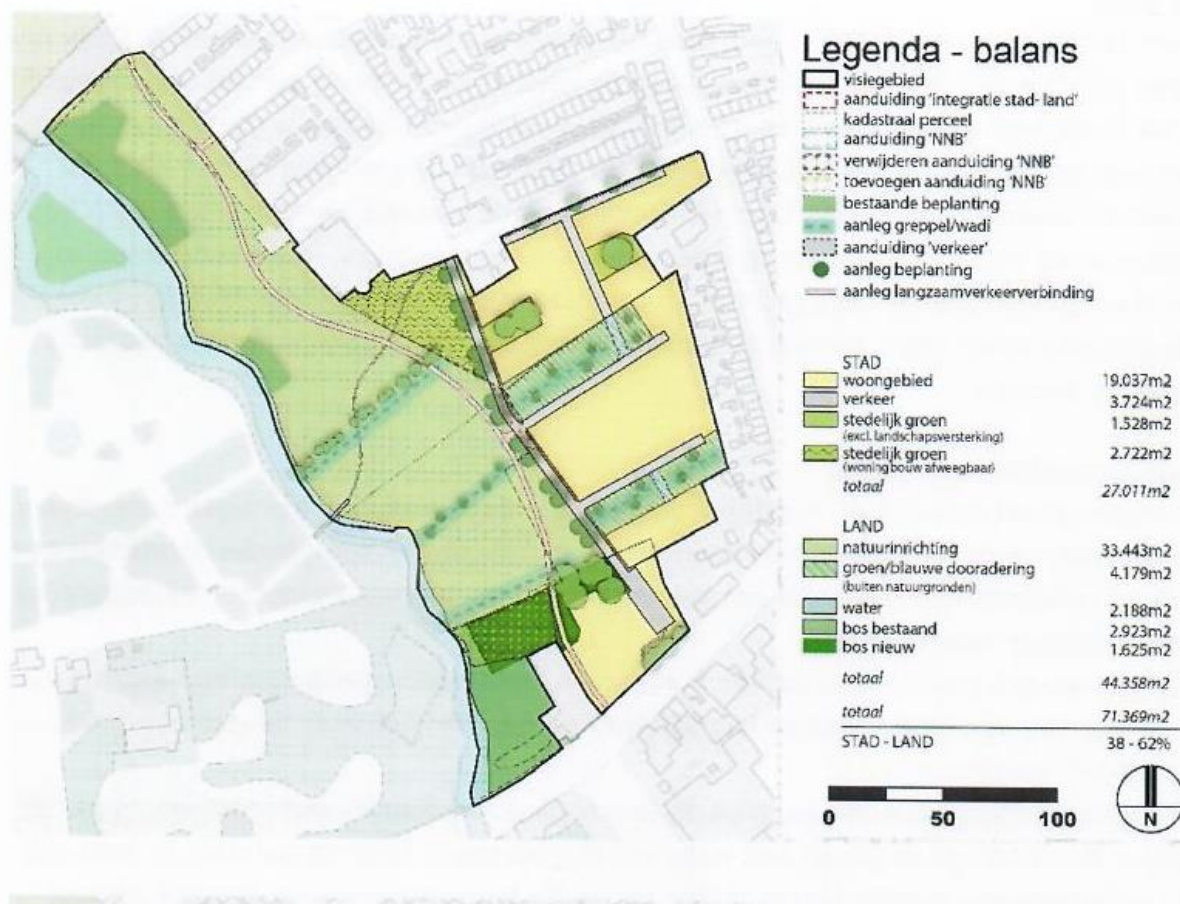 Legenda - balans
visiegebied
aanduiding 'integratie stad- land'
kadastraal perceel
aanduiding 'NNB'
verwijderen aanduiding 'NNB'
toevoegen aanduiding 'NNB'
bestaande beplanting
aanleg greppel/wadi
aanduiding 'verkeer'
aanleg beplanting
aanleg langzaamverkeerverbinding
STAD
woongebied 19.037m2
verkeer 3.724m2
stedelijk groen 1.528m2
(excl. landschapsversterking)
stedelijk groen 2.722m2
(woningbouw afweegbaar)
totaal 27.011m2
LAND
natuurinrichting 33.443m2
groen/blauwe dooradering 4.179m2
(buiten natuurgronden)
water 2.188m2
bos bestaand 2.923m2
bos nieuw 1.625m2
totaal 44.358m2
totaal 71.369m2
STAD - LAND 38 - 62%
0 50 100
N